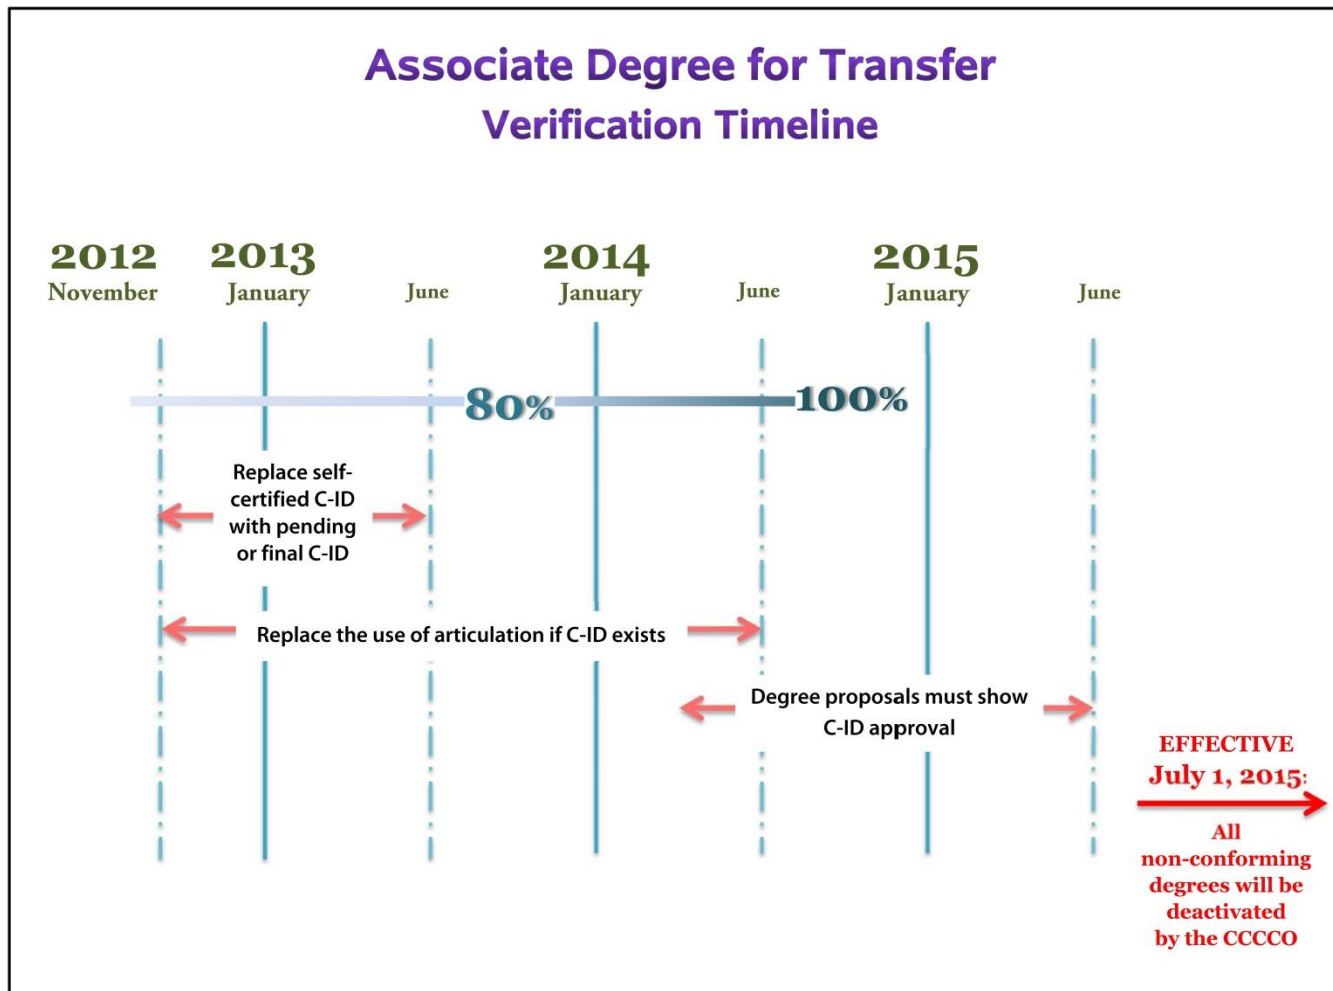 Associate Degree for Transfer
Verification Timeline
2012
November
2013
January
June
2014
January
June
2015
January
June
80%
100%
Replace self-
certified C-ID
with pending
or final C-ID
Replace the use of articulation if C-ID exists
Degree proposals must show
C-ID approval
EFFECTIVE
July 1, 2015:
All
non-conforming
degrees will be
deactivated
by the CCCCO